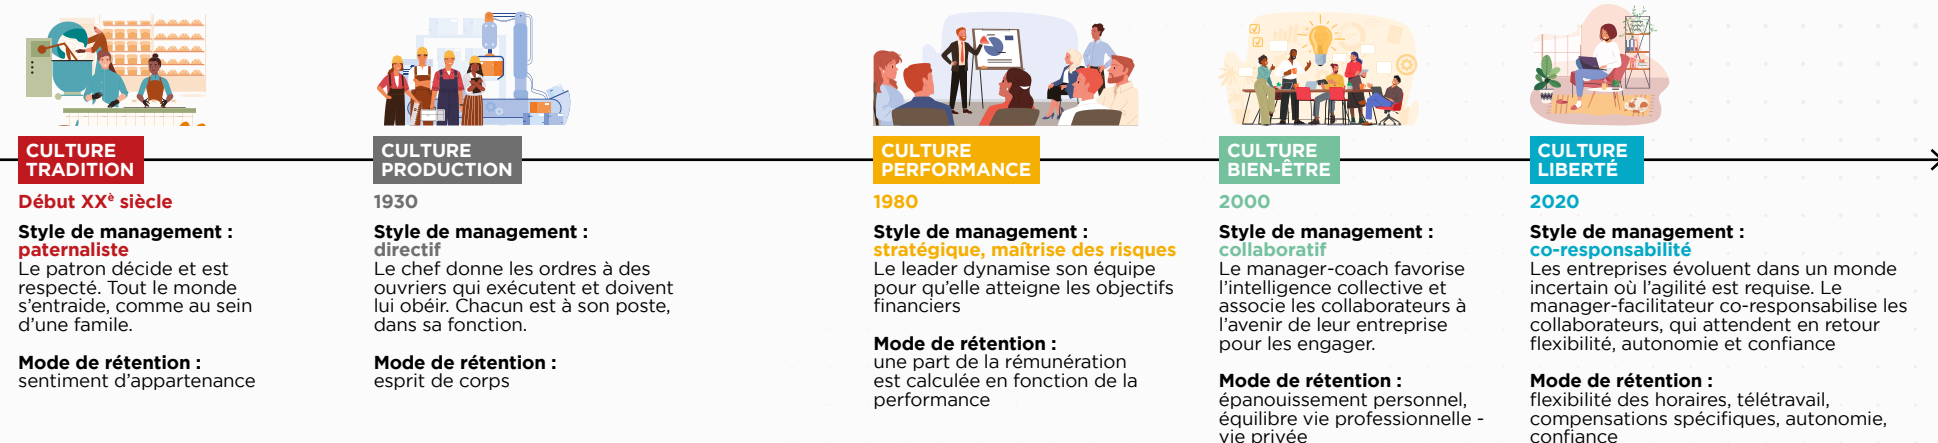 CULTURE
TRADITION
Début XXè siècle
Style de management :
paternaliste
Le patron décide et est
respecté. Tout le monde
s’entraide, comme au sein
d’une famile.
Mode de rétention :
sentiment d’appartenance
CULTURE
PRODUCTION
1930
Style de management :
directif
Le chef donne les ordres à des
ouvriers qui exécutent et doivent
lui obéir. Chacun est à son poste,
dans sa fonction.
Mode de rétention :
esprit de corps
CULTURE
PERFORMANCE
1980
Style de management :
stratégique, maîtrise des risques
Le leader dynamise son équipe
pour qu’elle atteigne les objectifs
financiers
Mode de rétention :
une part de la rémunération
est calculée en fonction de la
performance
CULTURE
BIEN-ÊTRE
2000
Style de management :
collaboratif
Le manager-coach favorise
l’intelligence collective et
associe les collaborateurs à
l’avenir de leur entreprise
pour les engager.
Mode de rétention :
épanouissement personnel,
équilibre vie professionnelle -
vie privée
CULTURE
LIBERTÉ
2020
Style de management :
co-responsabilité
Les entreprises évoluent dans un monde
incertain où l’agilité est requise. Le
manager-facilitateur co-responsabilise les
collaborateurs, qui attendent en retour
flexibilité, autonomie et confiance
Mode de rétention :
flexibilité des horaires, télétravail,
compensations spécifiques, autonomie,
confiance